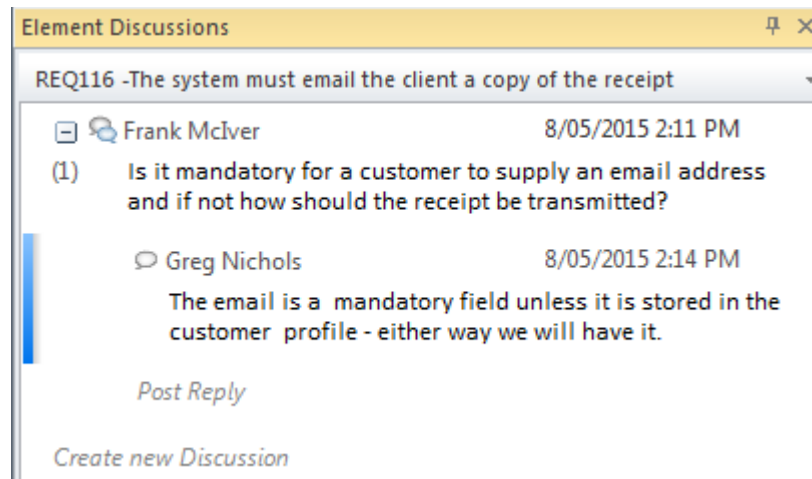 Element Discussions
REQ116 -The system must email the client a copy of the receipt
Frank McIver 8/05/2015 2:11 PM
(1) Is it mandatory for a customer to supply an email address
and if not how should the receipt be transmitted?
Greg Nichols 8/05/2015 2:14 PM
The email is a  mandatory field unless it is stored in the
customer  profile - either way we will have it.
Post Reply
Create new Discussion